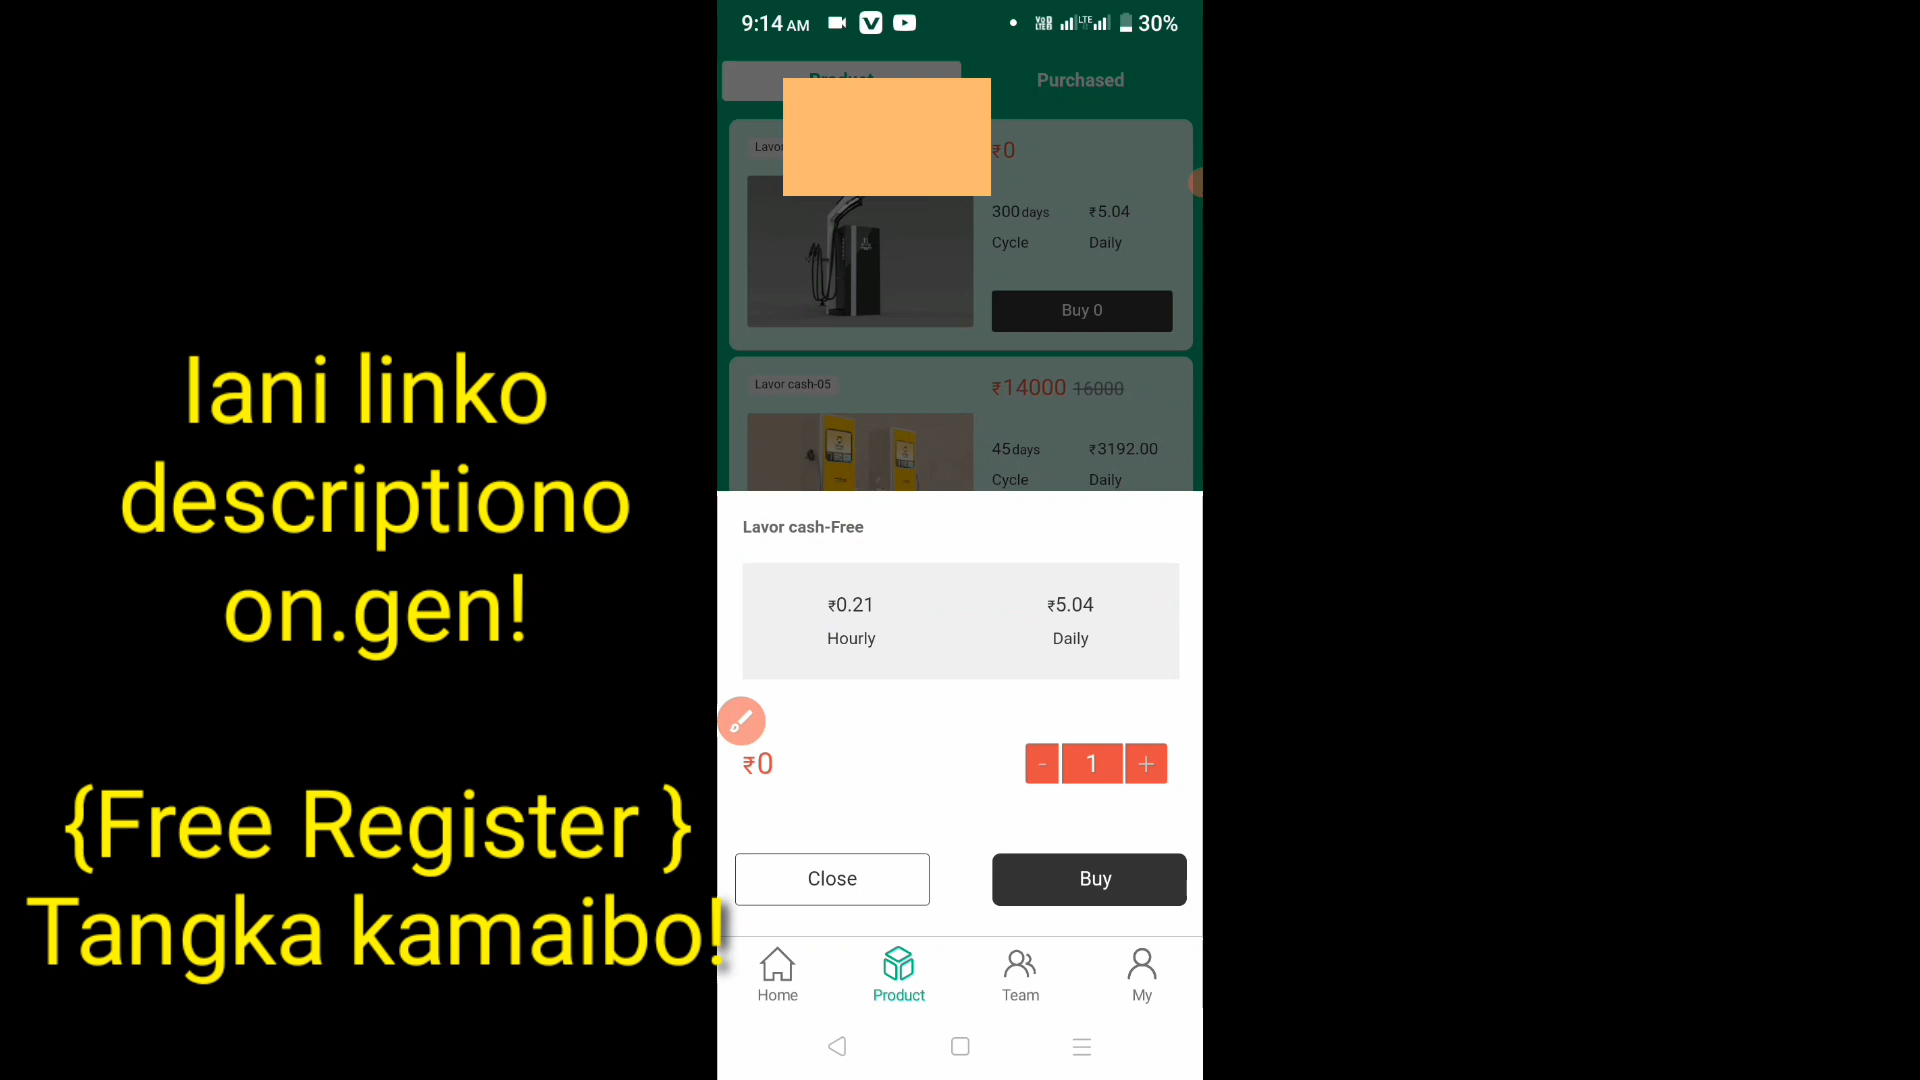 9:14 AM
30%
Purchased
₹0
300 days
₹5.04
Cycle
Daily
Buy 0
Lavor cash-05
₹14000 16000
45 days
₹3192.00
Cycle
Daily
Lavor cash-Free
₹0.21
₹5.04
Hourly
Daily
₹0
- 1 +
Close
Buy
Home
Product
Team
My
Iani linko
descriptiono
on.gen!
{Free Register }
Tangka kamaibo!